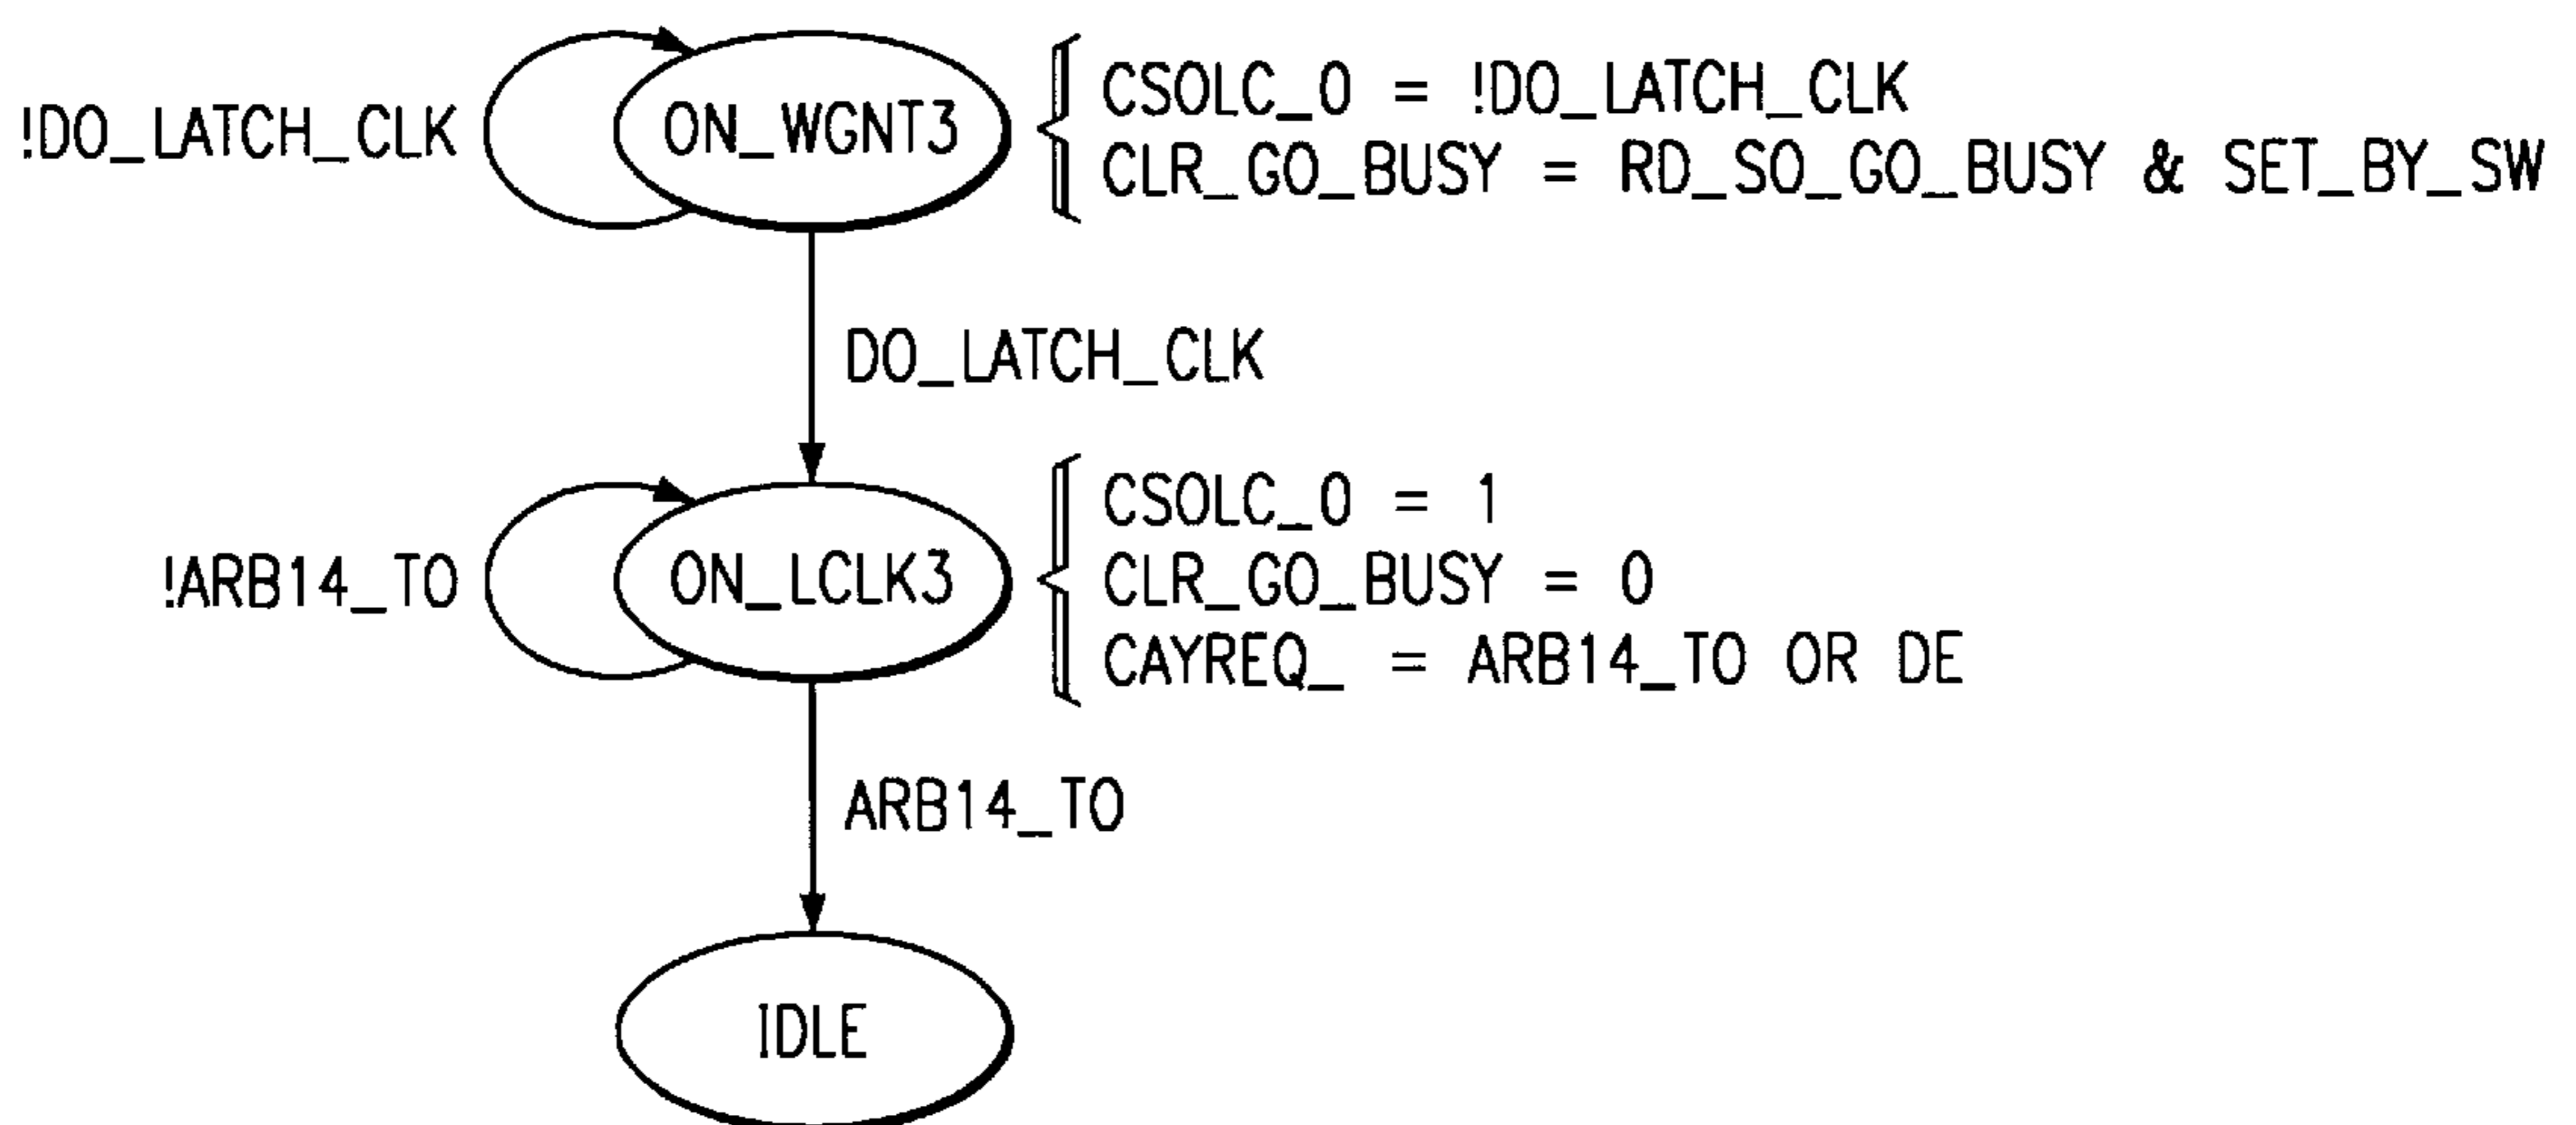 !DO_LATCH_CLK
ON_WGNT3
CSOLC_0 = !DO_LATCH_CLK
CLR_GO_BUSY = RD_SO_GO_BUSY & SET_BY_SW
DO_LATCH_CLK
!ARB14_TO
ON_LCLK3
CSOLC_0 = 1
CLR_GO_BUSY = 0
CAYREQ_ = ARB14_TO OR DE
ARB14_TO
IDLE